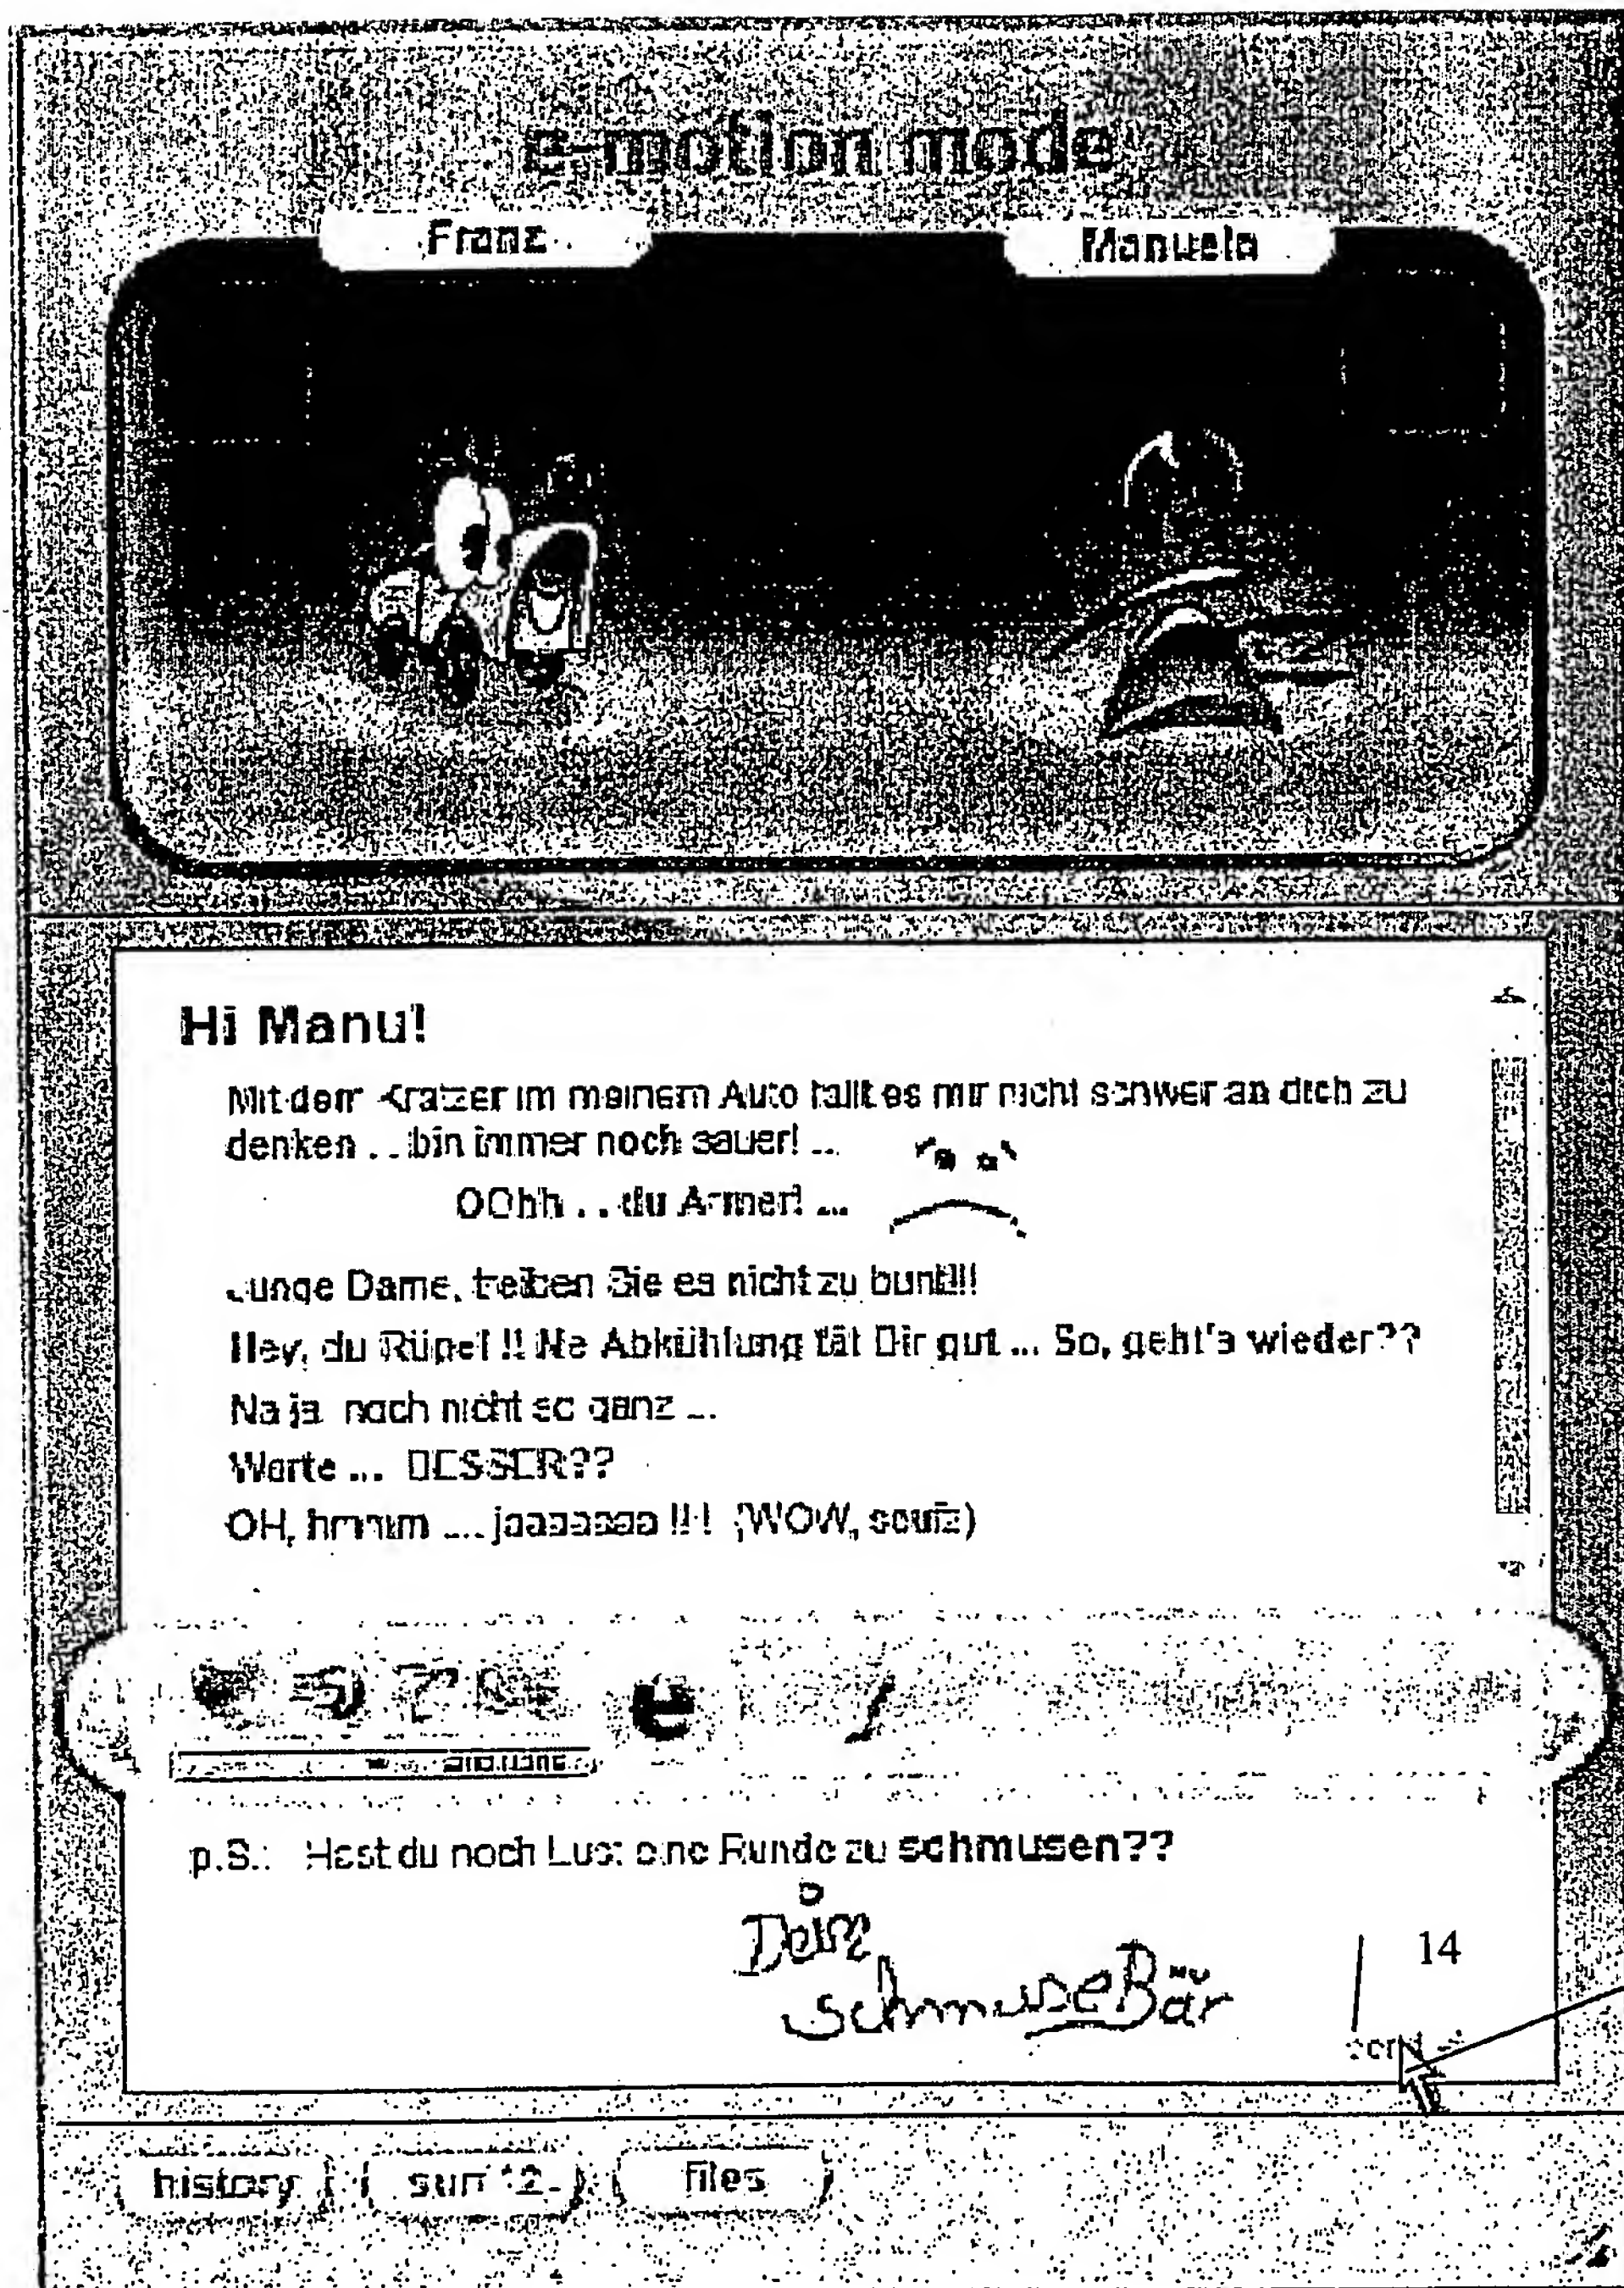 e-motion mode
Franz
Manuela
Hi Manu!
Mit dem Kratzer im meinem Auto fällt es mir nicht schwer an dich zu
denken ... bin immer noch sauer! ...
OOhh ... du Armer! ...
Junge Dame, treiben Sie es nicht zu bunt!!!
Hey, du Rüpel !! Ne Abkühlung tät Dir gut ... So, geht's wieder??
Na ja noch nicht so ganz ...
Warte ... BESSER??
OH, hmmm .... jaaaaaaa !!! (WOW, seufz)
e
p.S.: Hast du noch Lust eine Runde zu schmusen??
Dein
SchmuseBär
14
send
history
surf
files